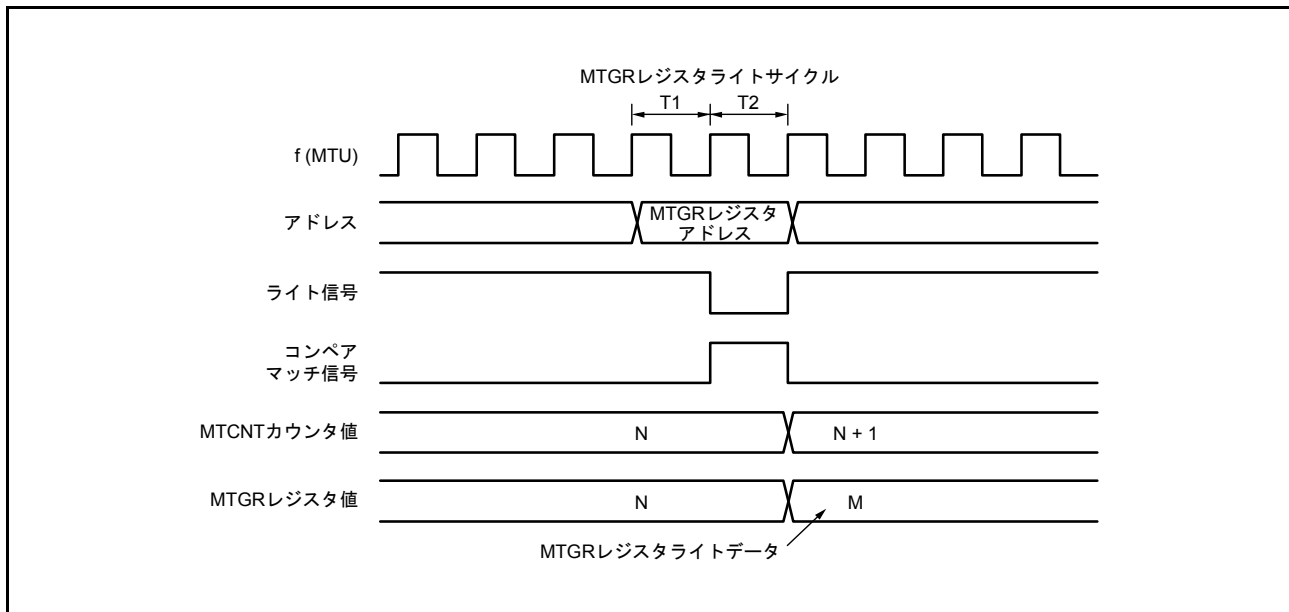 MTGRレジスタライトサイクル
T1 T2
f (MTU)
アドレス
MTGRレジスタ
アドレス
ライト信号
コンペア
マッチ信号
MTCNTカウンタ値
N
N + 1
MTGRレジスタ値
N
M
MTGRレジスタライトデータ